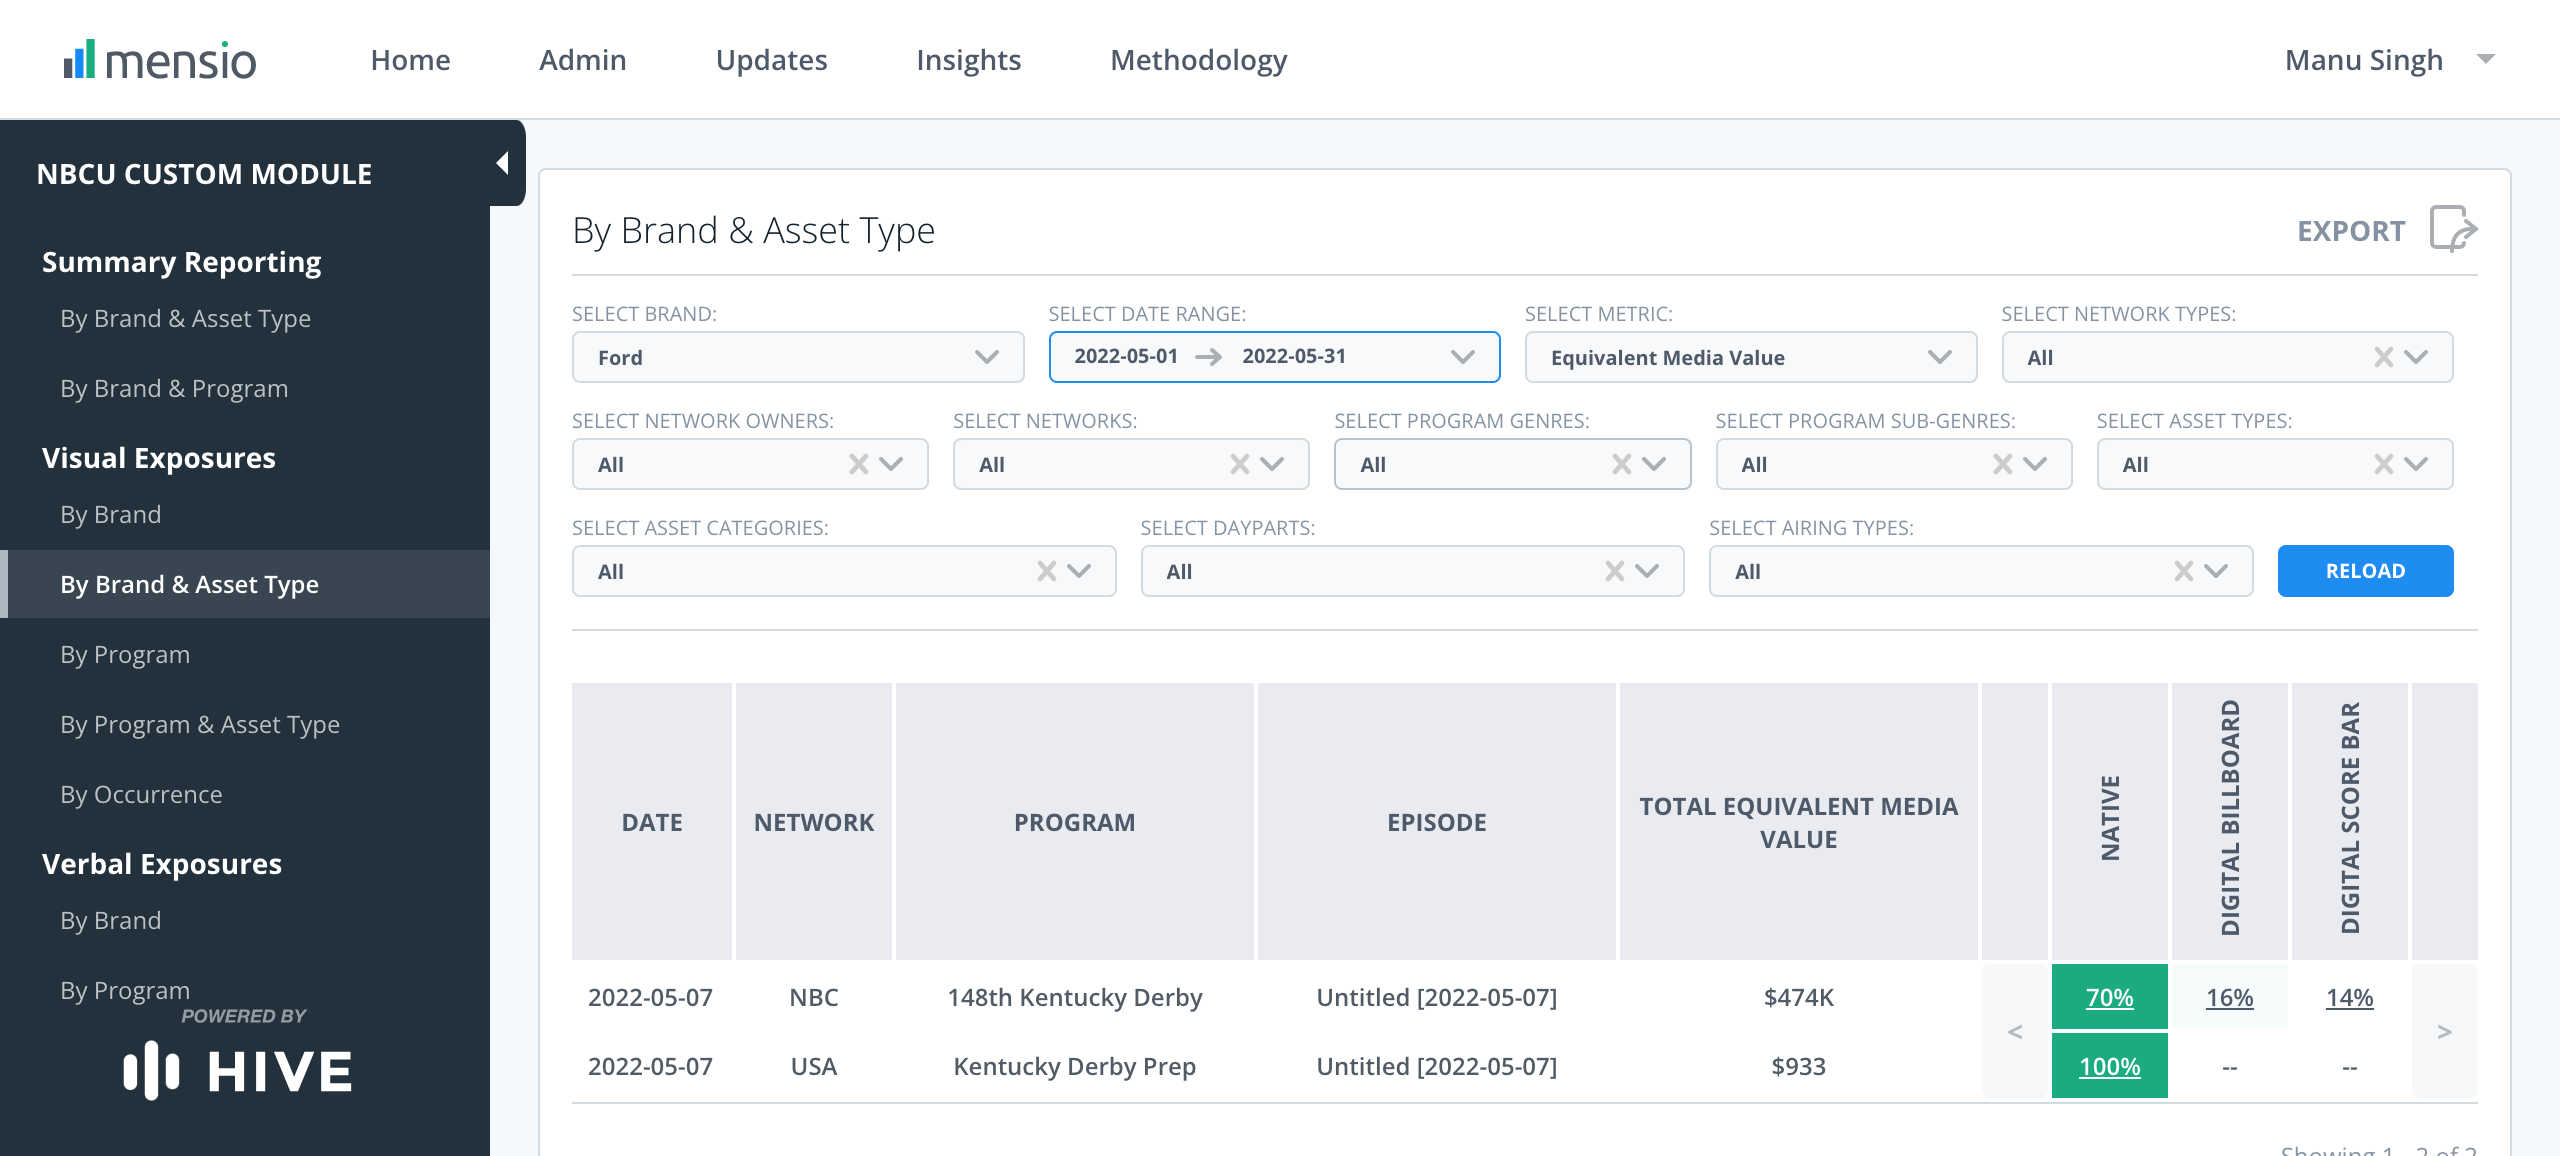 mensio
Home
Admin
Updates
Insights
Methodology
Manu Singh
NBCU CUSTOM MODULE
Summary Reporting
By Brand & Asset Type
By Brand & Program
Visual Exposures
By Brand
By Brand & Asset Type
By Program
By Program & Asset Type
By Occurrence
Verbal Exposures
By Brand
By Program
POWERED BY
HIVE
By Brand & Asset Type
EXPORT
SELECT BRAND:
Ford
SELECT DATE RANGE:
2022-05-01 → 2022-05-31
SELECT METRIC:
Equivalent Media Value
SELECT NETWORK TYPES:
All
SELECT NETWORK OWNERS:
All
SELECT NETWORKS:
All
SELECT PROGRAM GENRES:
All
SELECT PROGRAM SUB-GENRES:
All
SELECT ASSET TYPES:
All
SELECT ASSET CATEGORIES:
All
SELECT DAYPARTS:
All
SELECT AIRING TYPES:
All
RELOAD
DATE
NETWORK
PROGRAM
EPISODE
TOTAL EQUIVALENT MEDIA
VALUE
NATIVE
DIGITAL BILLBOARD
DIGITAL SCORE BAR
2022-05-07 NBC 148th Kentucky Derby Untitled [2022-05-07] $474K 70% 16% 14%
< >
2022-05-07 USA Kentucky Derby Prep Untitled [2022-05-07] $933 100% -- --
Showing 1 - 2 of 2